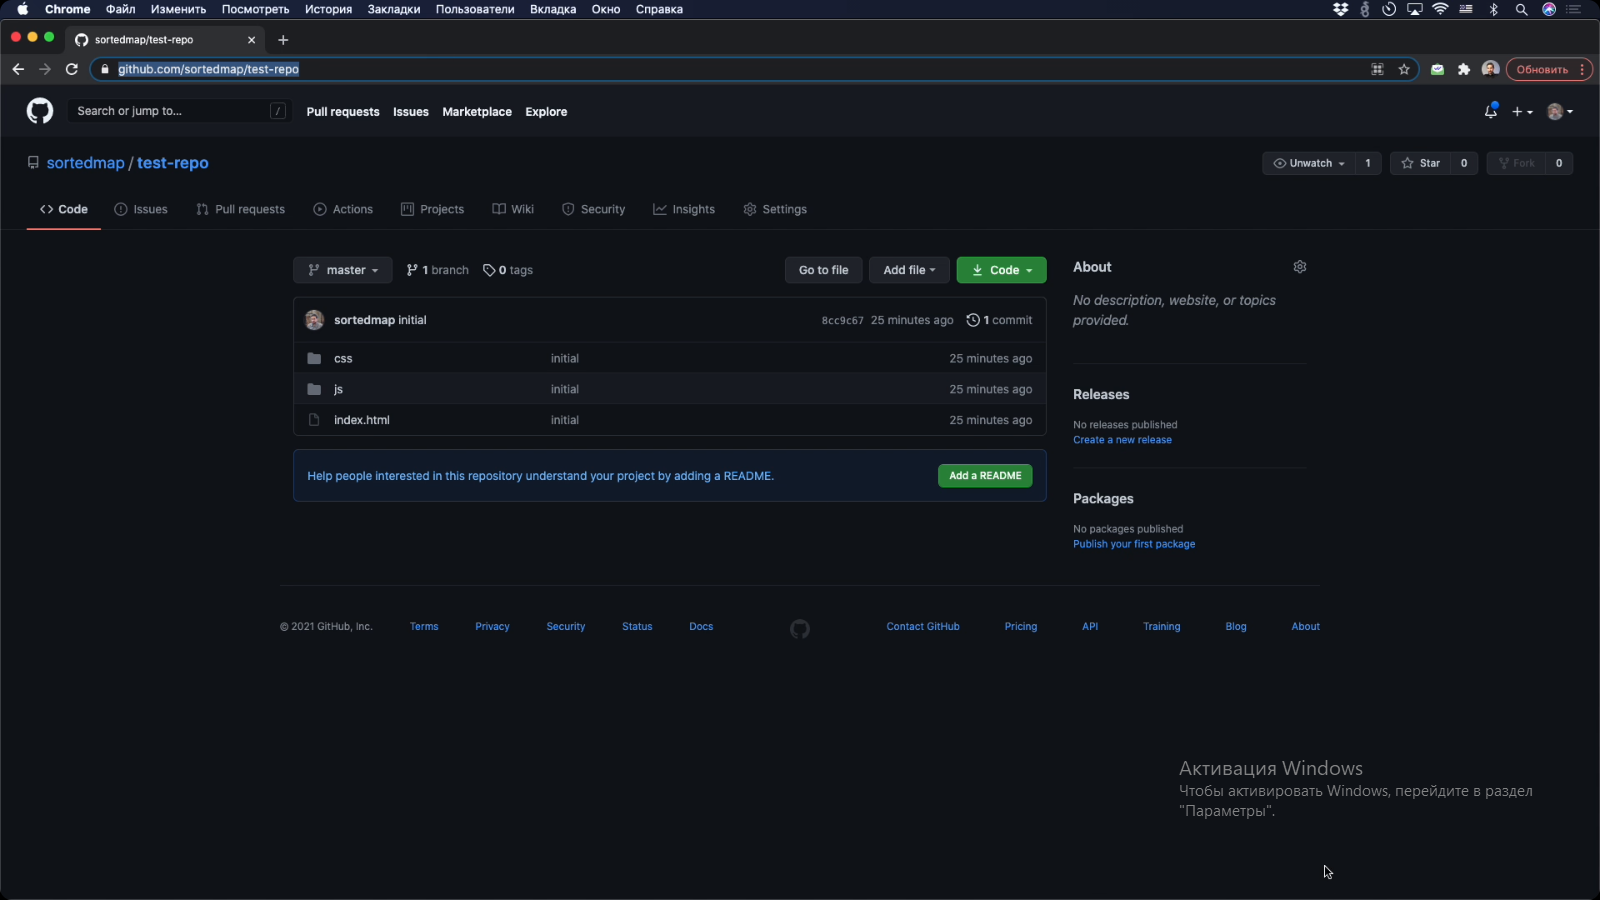 Chrome Файл Изменить Посмотреть История Закладки Пользователи Вкладка Окно Справка
sortedmap/test-repo
github.com/sortedmap/test-repo
Обновить
Search or jump to... /
Pull requests Issues Marketplace Explore
sortedmap / test-repo
Unwatch 1 Star 0 Fork 0
Code Issues Pull requests Actions Projects Wiki Security Insights Settings
master 1 branch 0 tags
Go to file Add file Code
About
No description, website, or topics
provided.
sortedmap initial 8cc9c67 25 minutes ago 1 commit
css initial 25 minutes ago
js initial 25 minutes ago
index.html initial 25 minutes ago
Releases
No releases published
Create a new release
Help people interested in this repository understand your project by adding a README.
Add a README
Packages
No packages published
Publish your first package
© 2021 GitHub, Inc. Terms Privacy Security Status Docs Contact GitHub Pricing API Training Blog About
Активация Windows
Чтобы активировать Windows, перейдите в раздел
"Параметры".